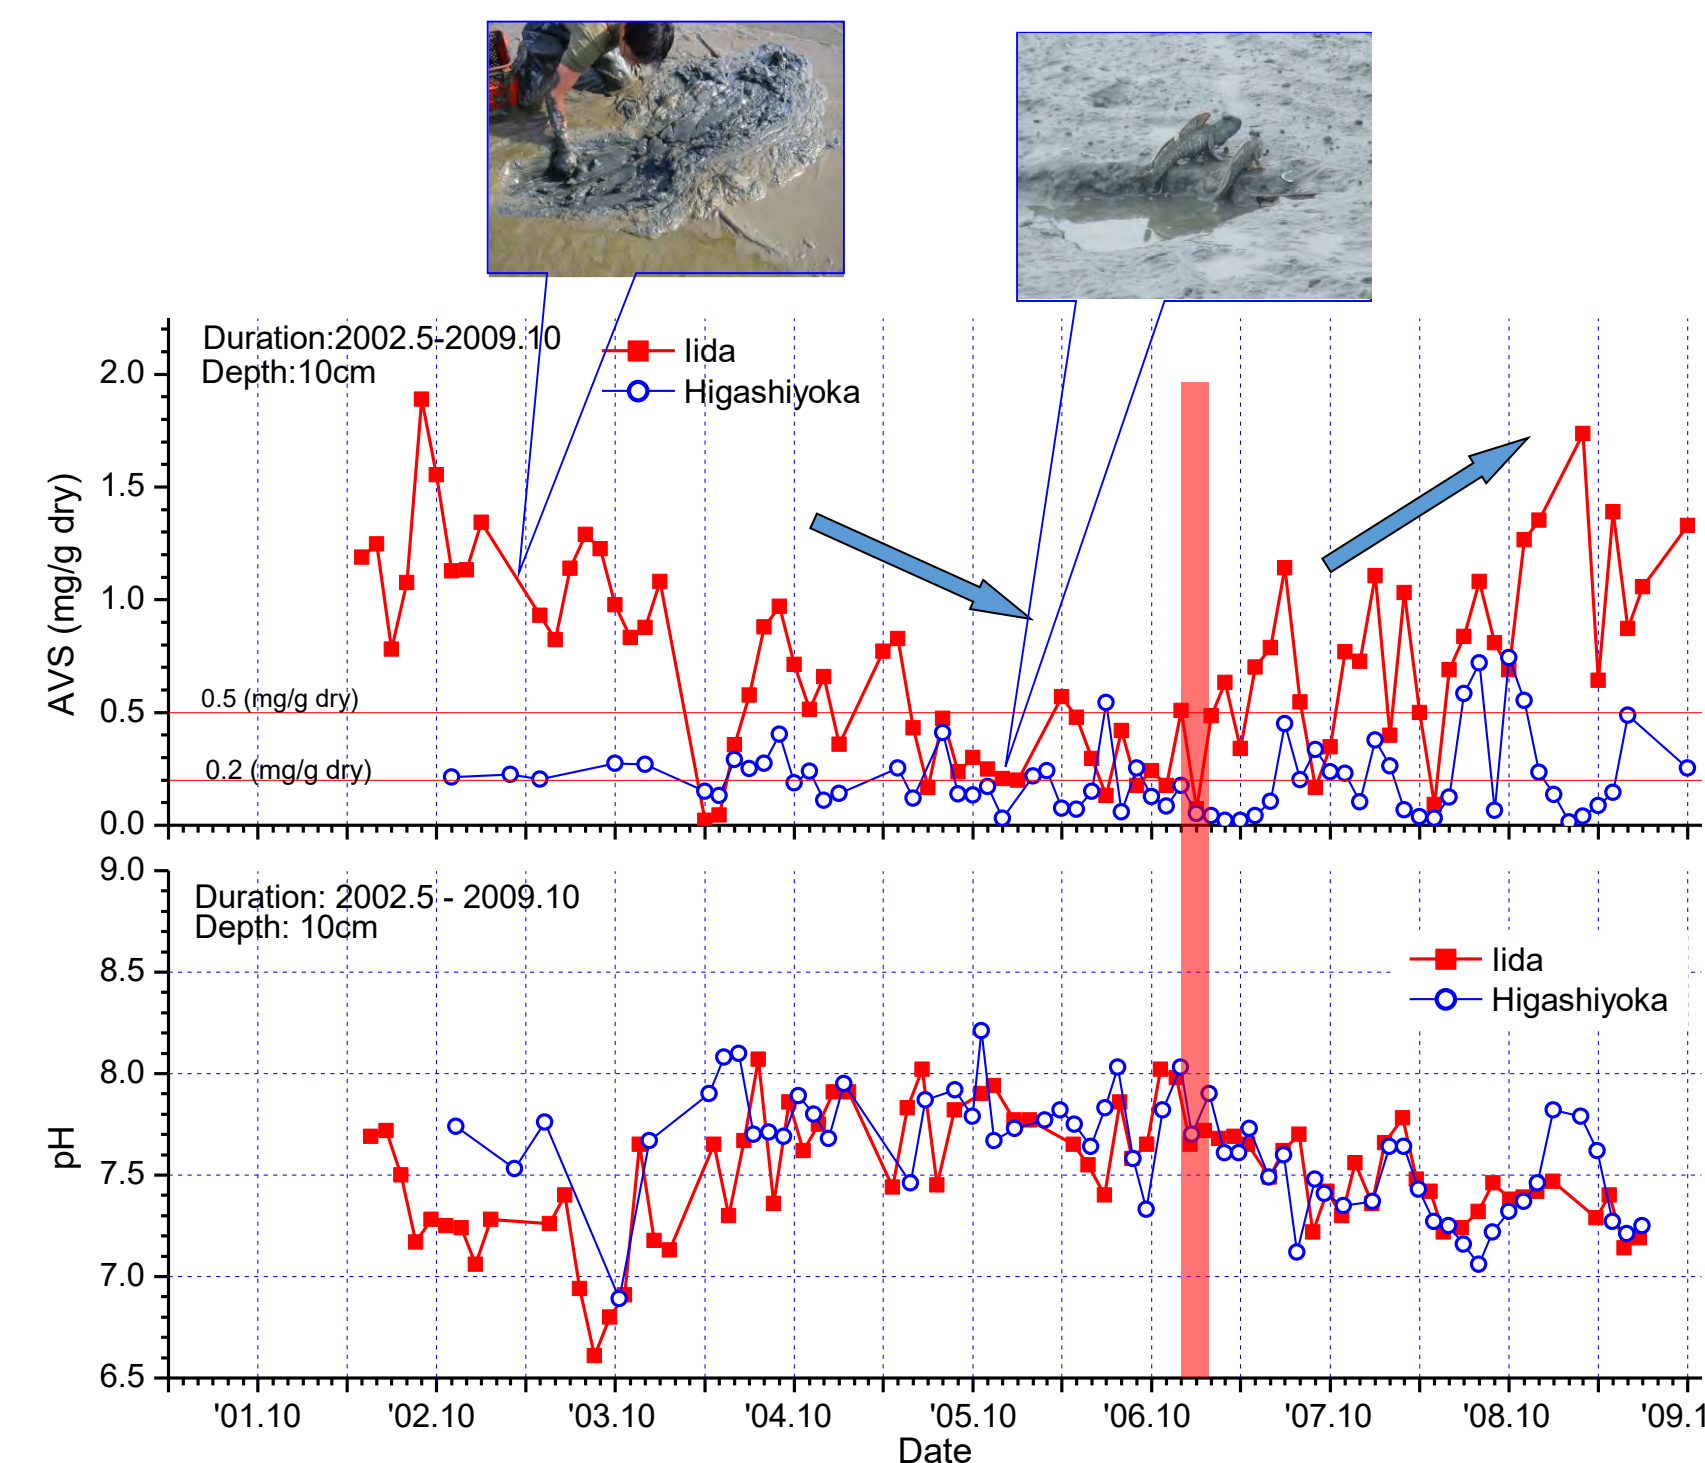 Duration:2002.5-2009.10
Depth:10cm
Iida
Higashiyoka
2.0
1.5
1.0
0.5
0.0
AVS (mg/g dry)
0.5 (mg/g dry)
0.2 (mg/g dry)
9.0
8.5
8.0
7.5
7.0
6.5
pH
Duration: 2002.5 - 2009.10
Depth: 10cm
Iida
Higashiyoka
'01.10 '02.10 '03.10 '04.10 '05.10 '06.10 '07.10 '08.10 '09.1
Date